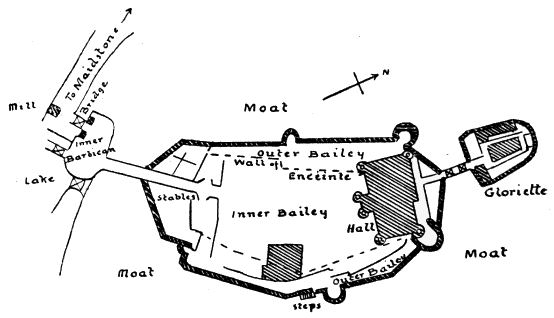 To Maidstone
Mill
Bridge
Inner
Barbican
Lake
N
Moat
Outer Bailey
Wall of
Enceinte
Stables
Inner Bailey
Hall
Gloriette
Moat
Moat
Outer Bailey
Steps